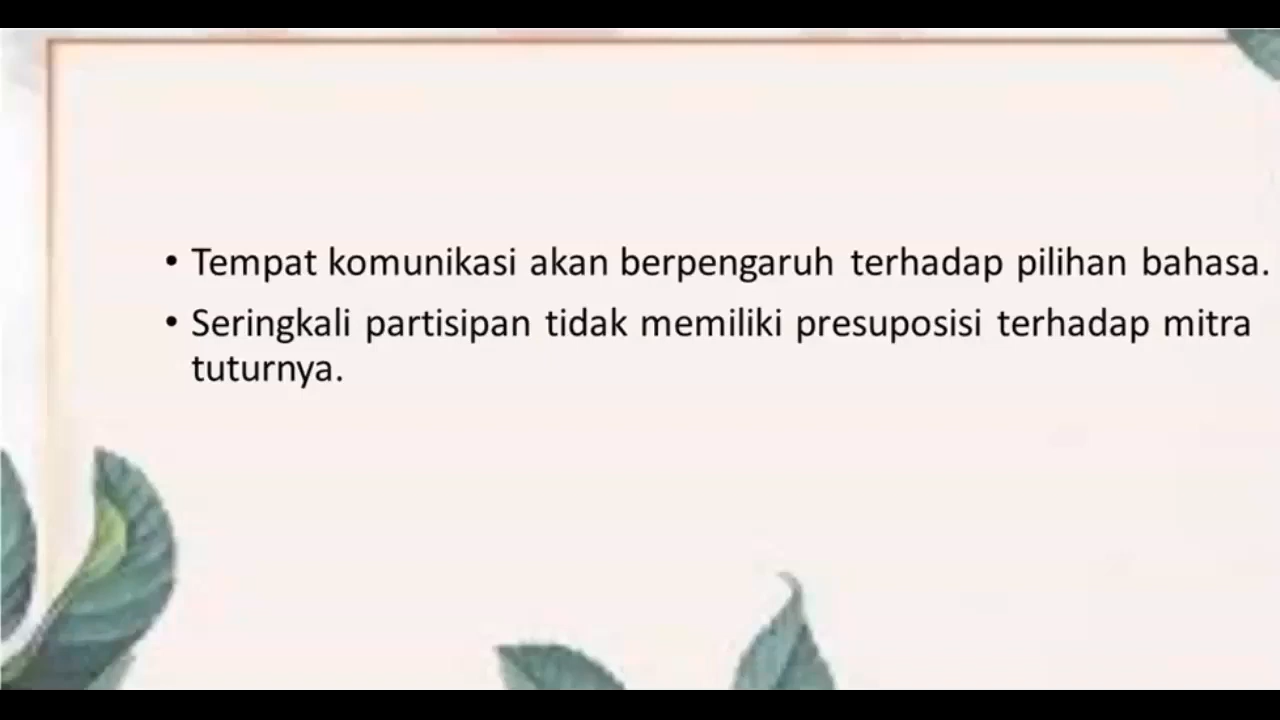 • Tempat komunikasi akan berpengaruh terhadap pilihan bahasa.
• Seringkali partisipan tidak memiliki presuposisi terhadap mitra
tuturnya.